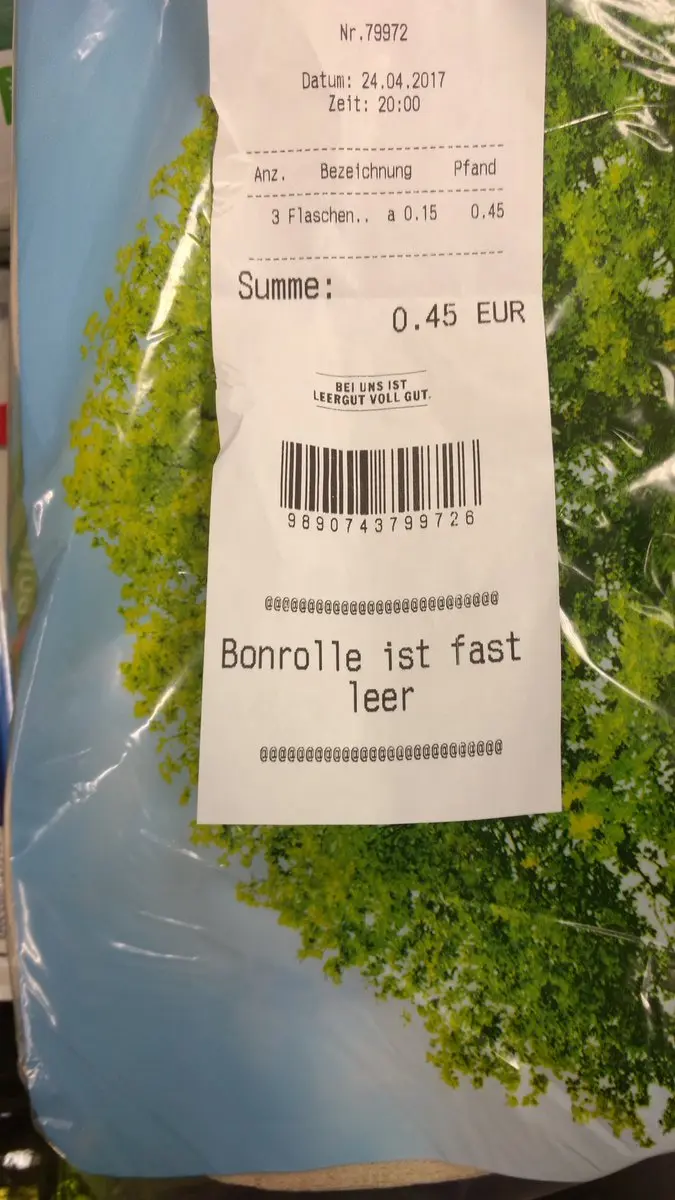 Nr.79972
Datum: 24.04.2017
Zeit: 20:00
Anz. Bezeichnung Pfand
3 Flaschen.. a 0.15 0.45
Summe:
0.45 EUR
BEI UNS IST
LEERGUT VOLL GUT.
9890743799726
@@@@@@@@@@@@@@@@@@@@@@@@@@
Bonrolle ist fast
leer
@@@@@@@@@@@@@@@@@@@@@@@@@@